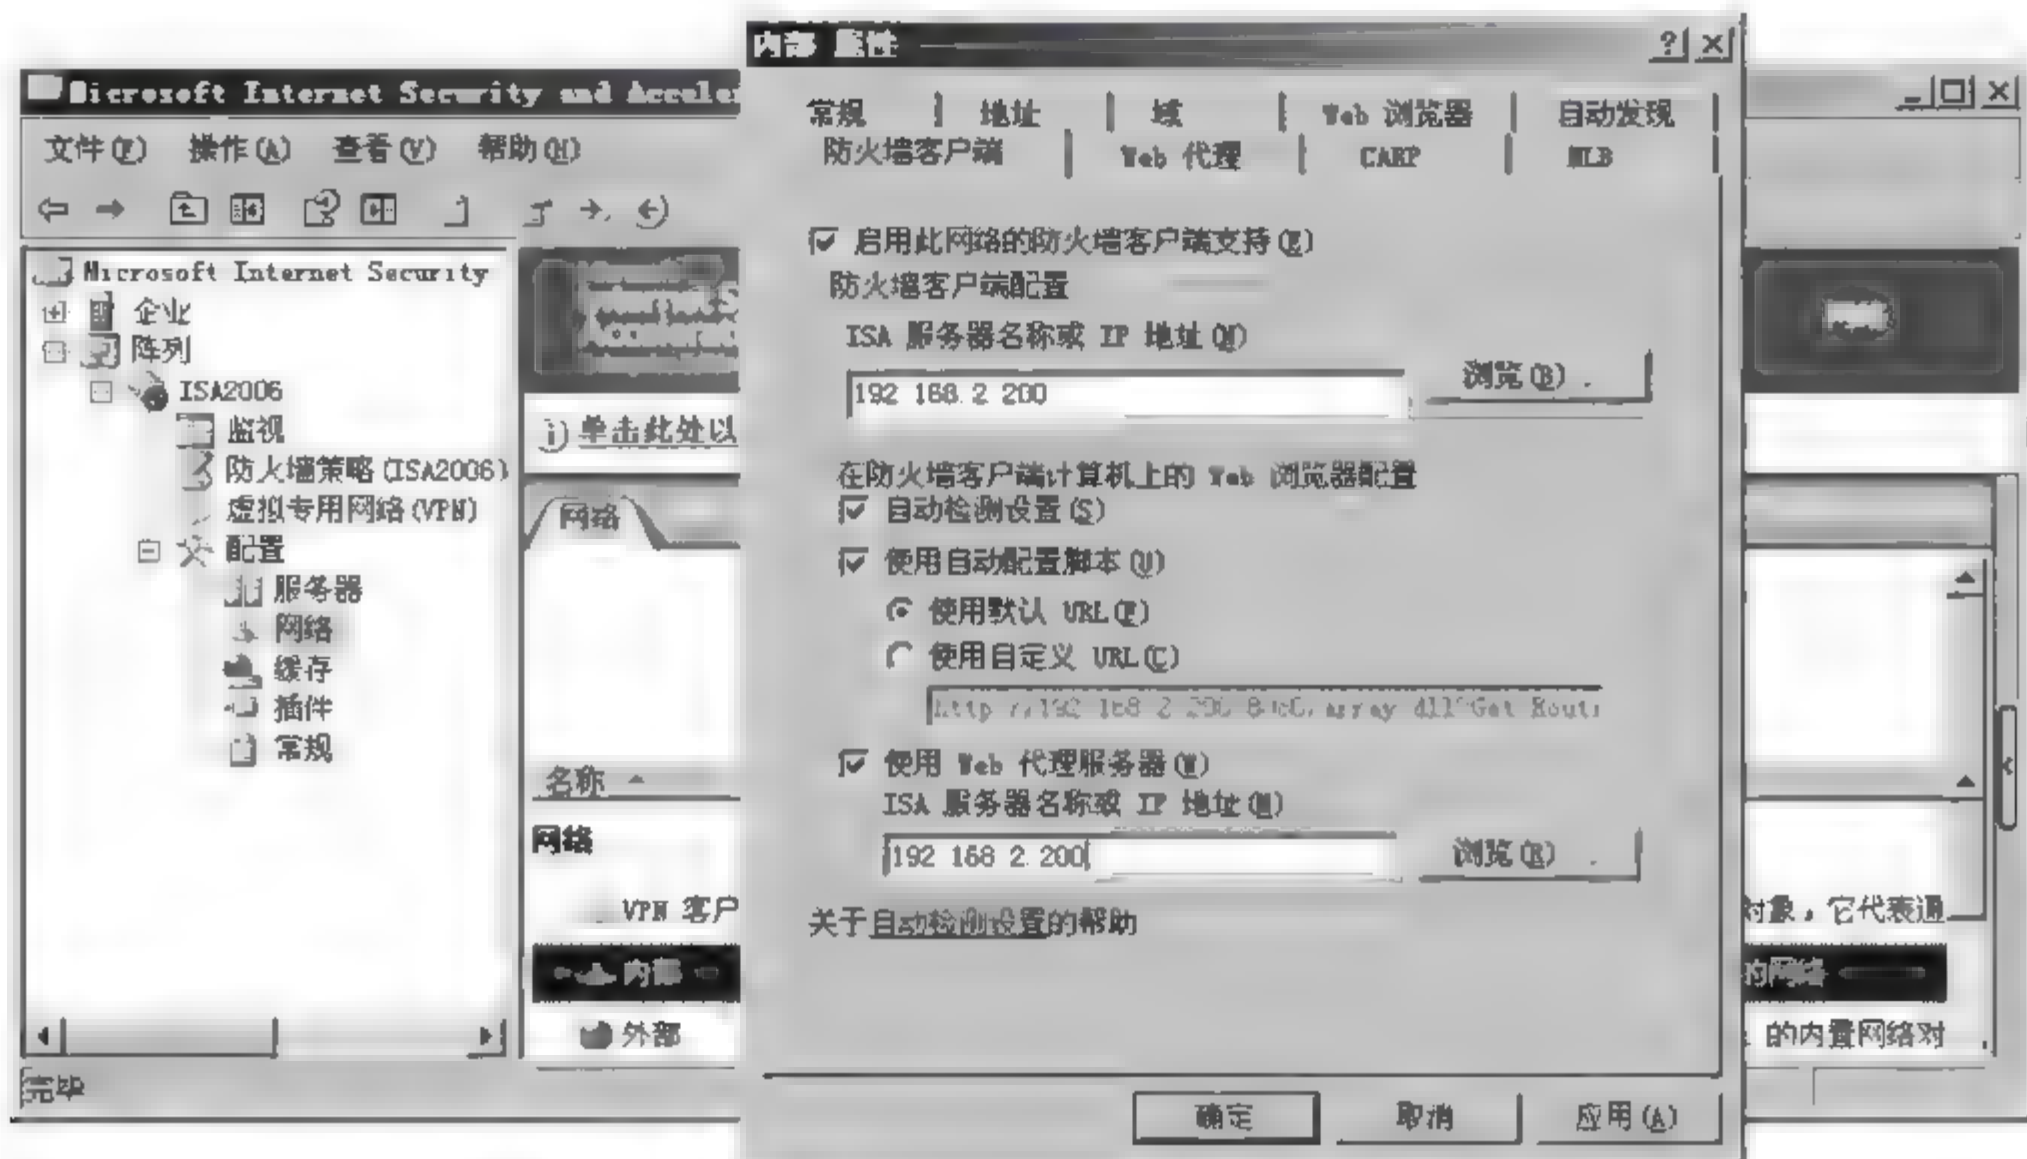 Microsoft Internet Security and Accele
文件(F) 操作(A) 查看(V) 帮助(H)
Microsoft Internet Security
企业
阵列
ISA2006
监视
防火墙策略(ISA2006)
虚拟专用网络(VPN)
配置
服务器
网络
缓存
插件
常规
完毕
单击此处以
网络
名称
网络
VPN 客户
内部
外部
内部 属性
常规 地址 域 Web 浏览器 自动发现
防火墙客户端 Web 代理 CARP NLB
启用此网络的防火墙客户端支持(E)
防火墙客户端配置
ISA 服务器名称或 IP 地址(N)
192 168.2 200
浏览(B)
在防火墙客户端计算机上的 Web 浏览器配置
自动检测设置(S)
使用自动配置脚本(U)
使用默认 URL(F)
使用自定义 URL(C)
http //192 168 2 200 8080/array dll?Get Routi
使用 Web 代理服务器(W)
ISA 服务器名称或 IP 地址(M)
192 168 2.200
浏览(R)
关于自动检测设置的帮助
确定 取消 应用(A)
对象，它代表通
的网络
的内置网络对